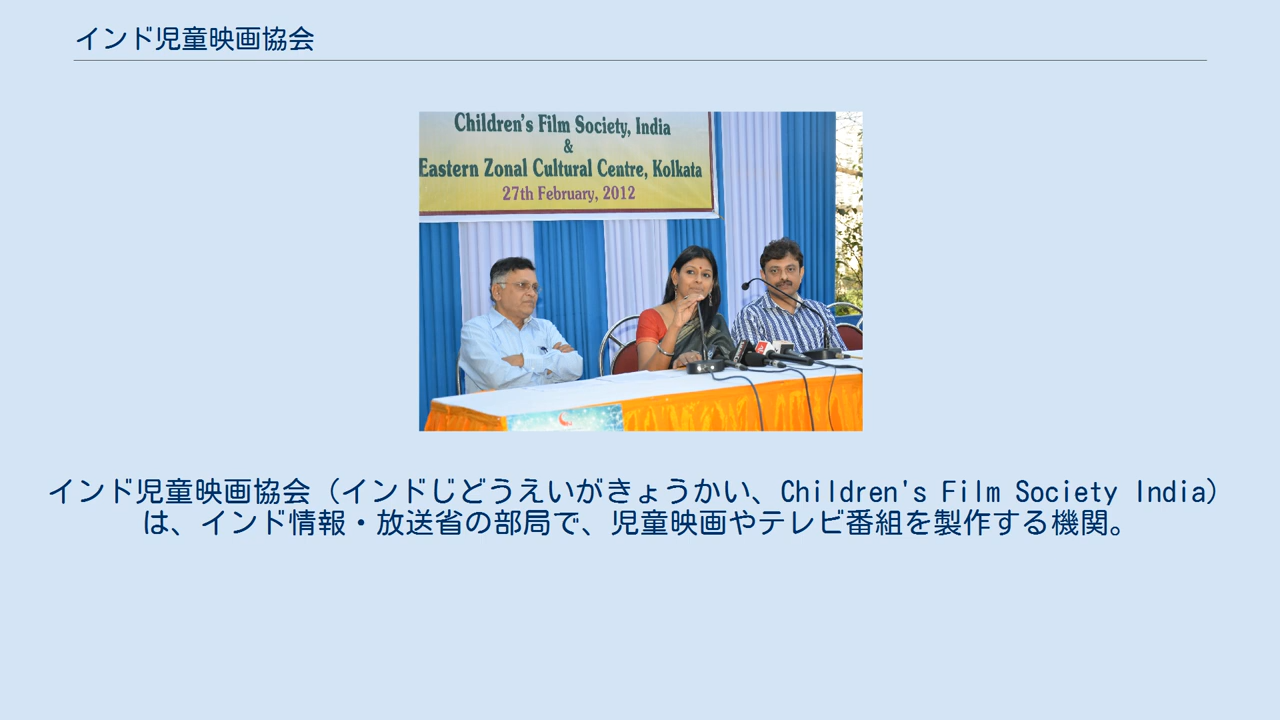 インド児童映画協会
Children's Film Society, India
&
Eastern Zonal Cultural Centre, Kolkata
27th February, 2012
インド児童映画協会（インドじどうえいがきょうかい、Children's Film Society India）
は、インド情報・放送省の部局で、児童映画やテレビ番組を製作する機関。